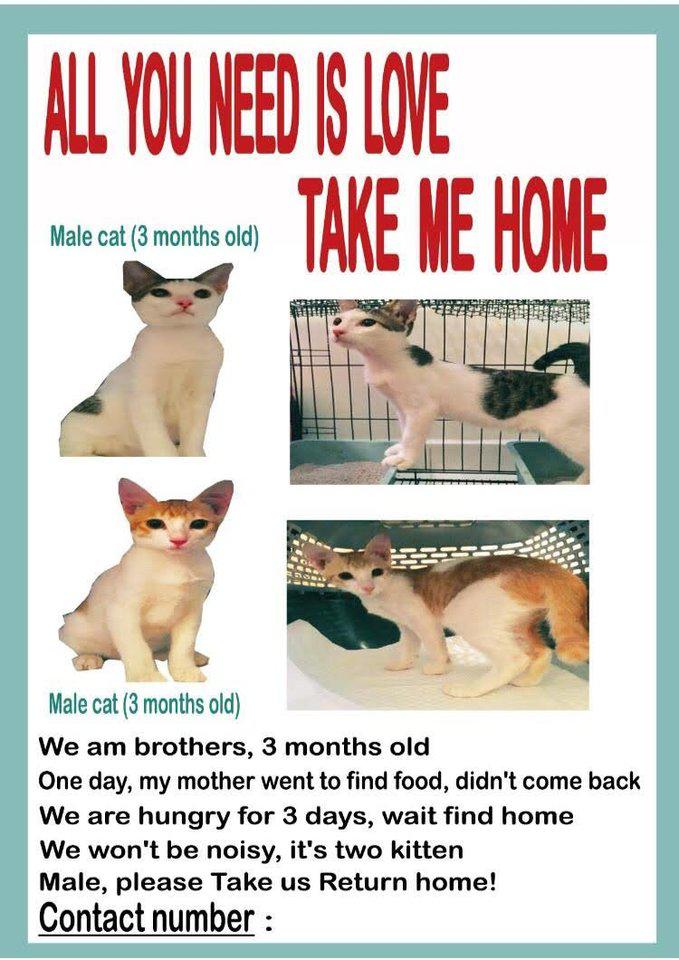 ALL YOU NEED IS LOVE
TAKE ME HOME
Male cat (3 months old)
Male cat (3 months old)
We am brothers, 3 months old
One day, my mother went to find food, didn't come back
We are hungry for 3 days, wait find home
We won't be noisy, it's two kitten
Male, please Take us Return home!
Contact number :